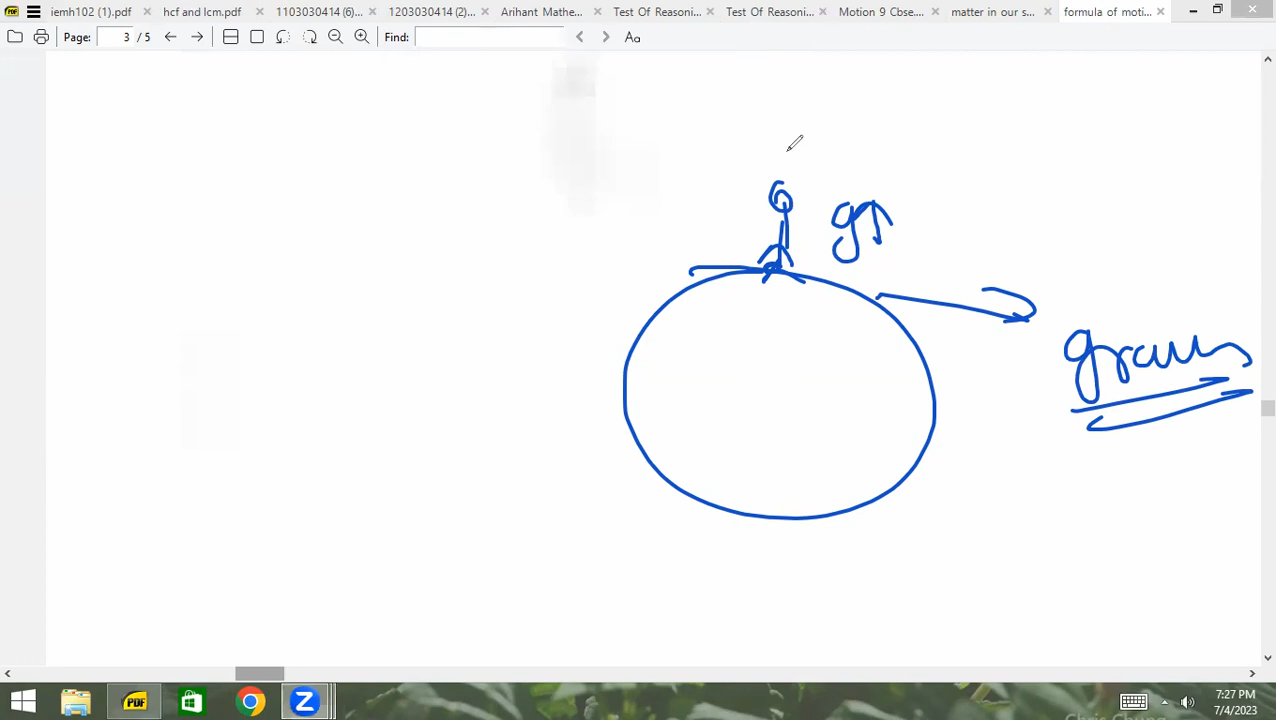 iemh102 (1).pdf
hcf and lcm.pdf
1103030414 (6)...
1203030414 (2)...
Arihant Mathe...
Test Of Reasoni...
Test Of Reasoni...
Motion 9 Cbse....
matter in our s...
formula of moti...
Page: 3 / 5
Find:
Aa
g
PDF
Z
7:27 PM
7/4/2023